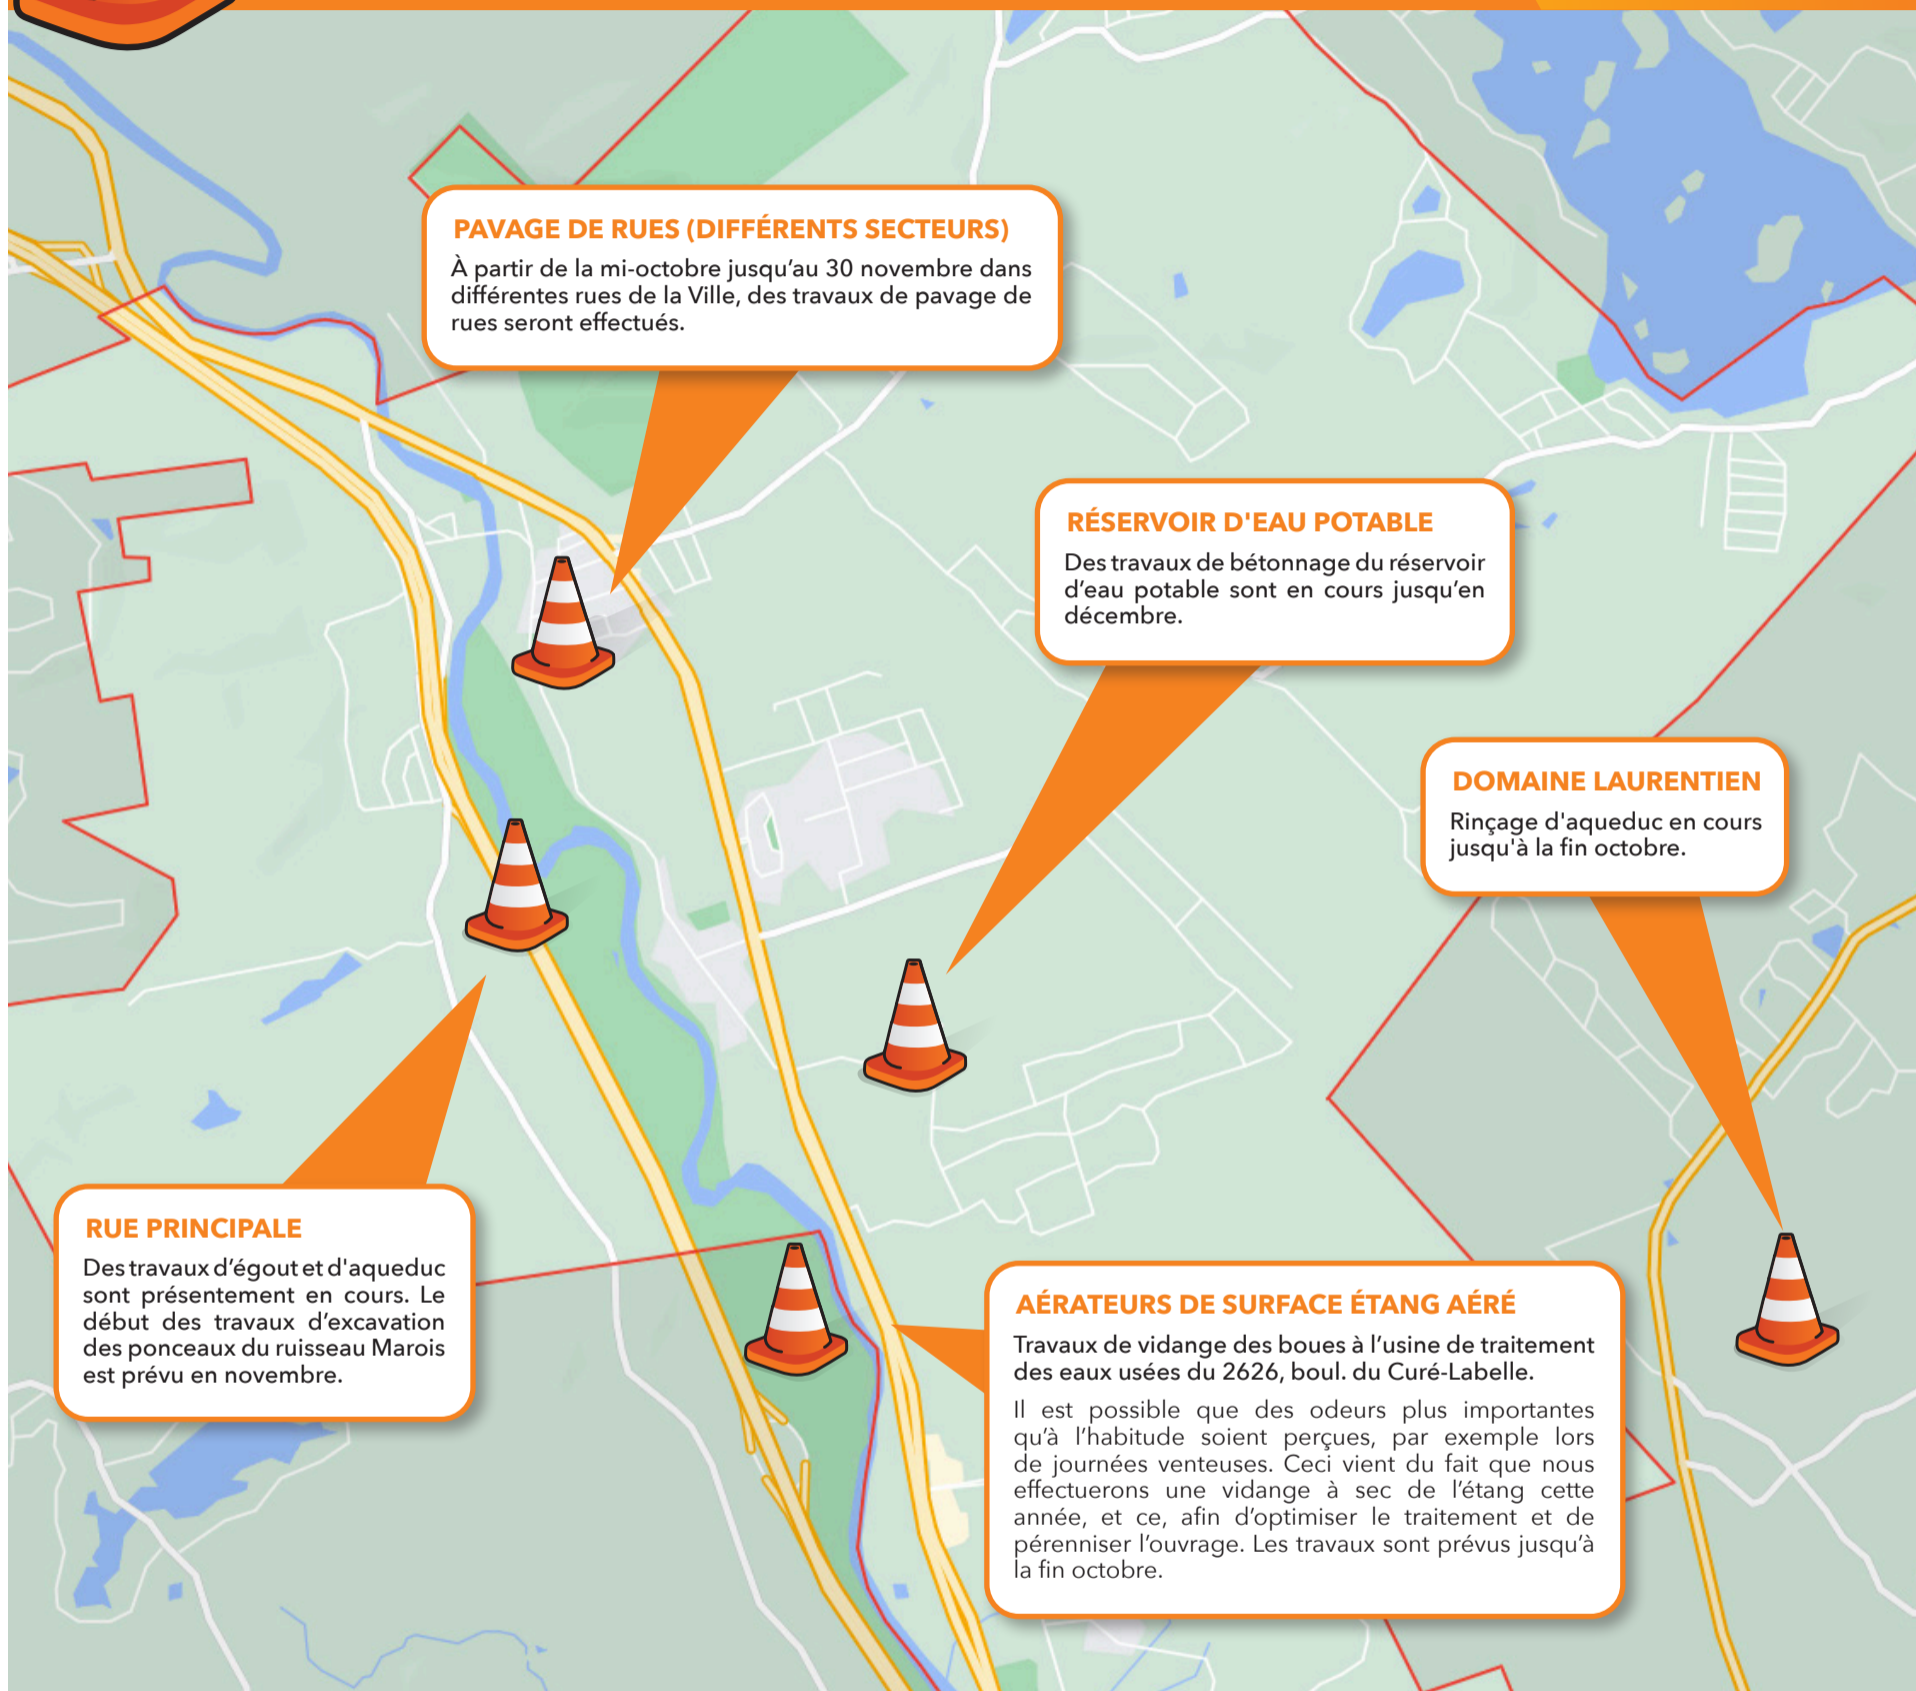 PAVAGE DE RUES (DIFFÉRENTS SECTEURS)
À partir de la mi-octobre jusqu'au 30 novembre dans
différentes rues de la Ville, des travaux de pavage de
rues seront effectués.
RÉSERVOIR D'EAU POTABLE
Des travaux de bétonnage du réservoir
d'eau potable sont en cours jusqu'en
décembre.
DOMAINE LAURENTIEN
Rinçage d'aqueduc en cours
jusqu'à la fin octobre.
RUE PRINCIPALE
Des travaux d'égout et d'aqueduc
sont présentement en cours. Le
début des travaux d'excavation
des ponceaux du ruisseau Marois
est prévu en novembre.
AÉRATEURS DE SURFACE ÉTANG AÉRÉ
Travaux de vidange des boues à l'usine de traitement
des eaux usées du 2626, boul. du Curé-Labelle.
Il est possible que des odeurs plus importantes
qu'à l'habitude soient perçues, par exemple lors
de journées venteuses. Ceci vient du fait que nous
effectuerons une vidange à sec de l'étang cette
année, et ce, afin d'optimiser le traitement et de
pérenniser l'ouvrage. Les travaux sont prévus jusqu'à
la fin octobre.